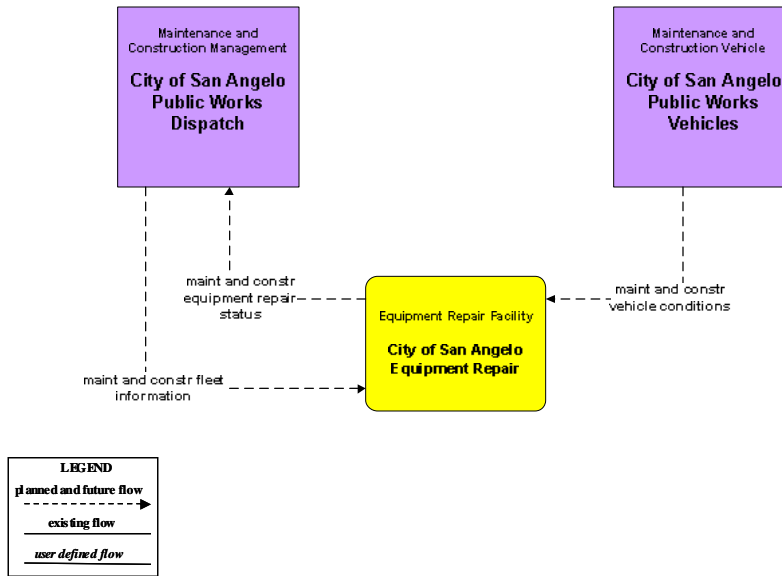 Maintenance and
Construction Management
City of San Angelo
Public Works
Dispatch
Maintenance and
Construction Vehicle
City of San Angelo
Public Works
Vehicles
maint and constr
equipment repair
status
Equipment Repair Facility
City of San Angelo
Equipment Repair
maint and constr
vehicle conditions
maint and constr fleet
information
LEGEND
planned and future flow
existing flow
user defined flow